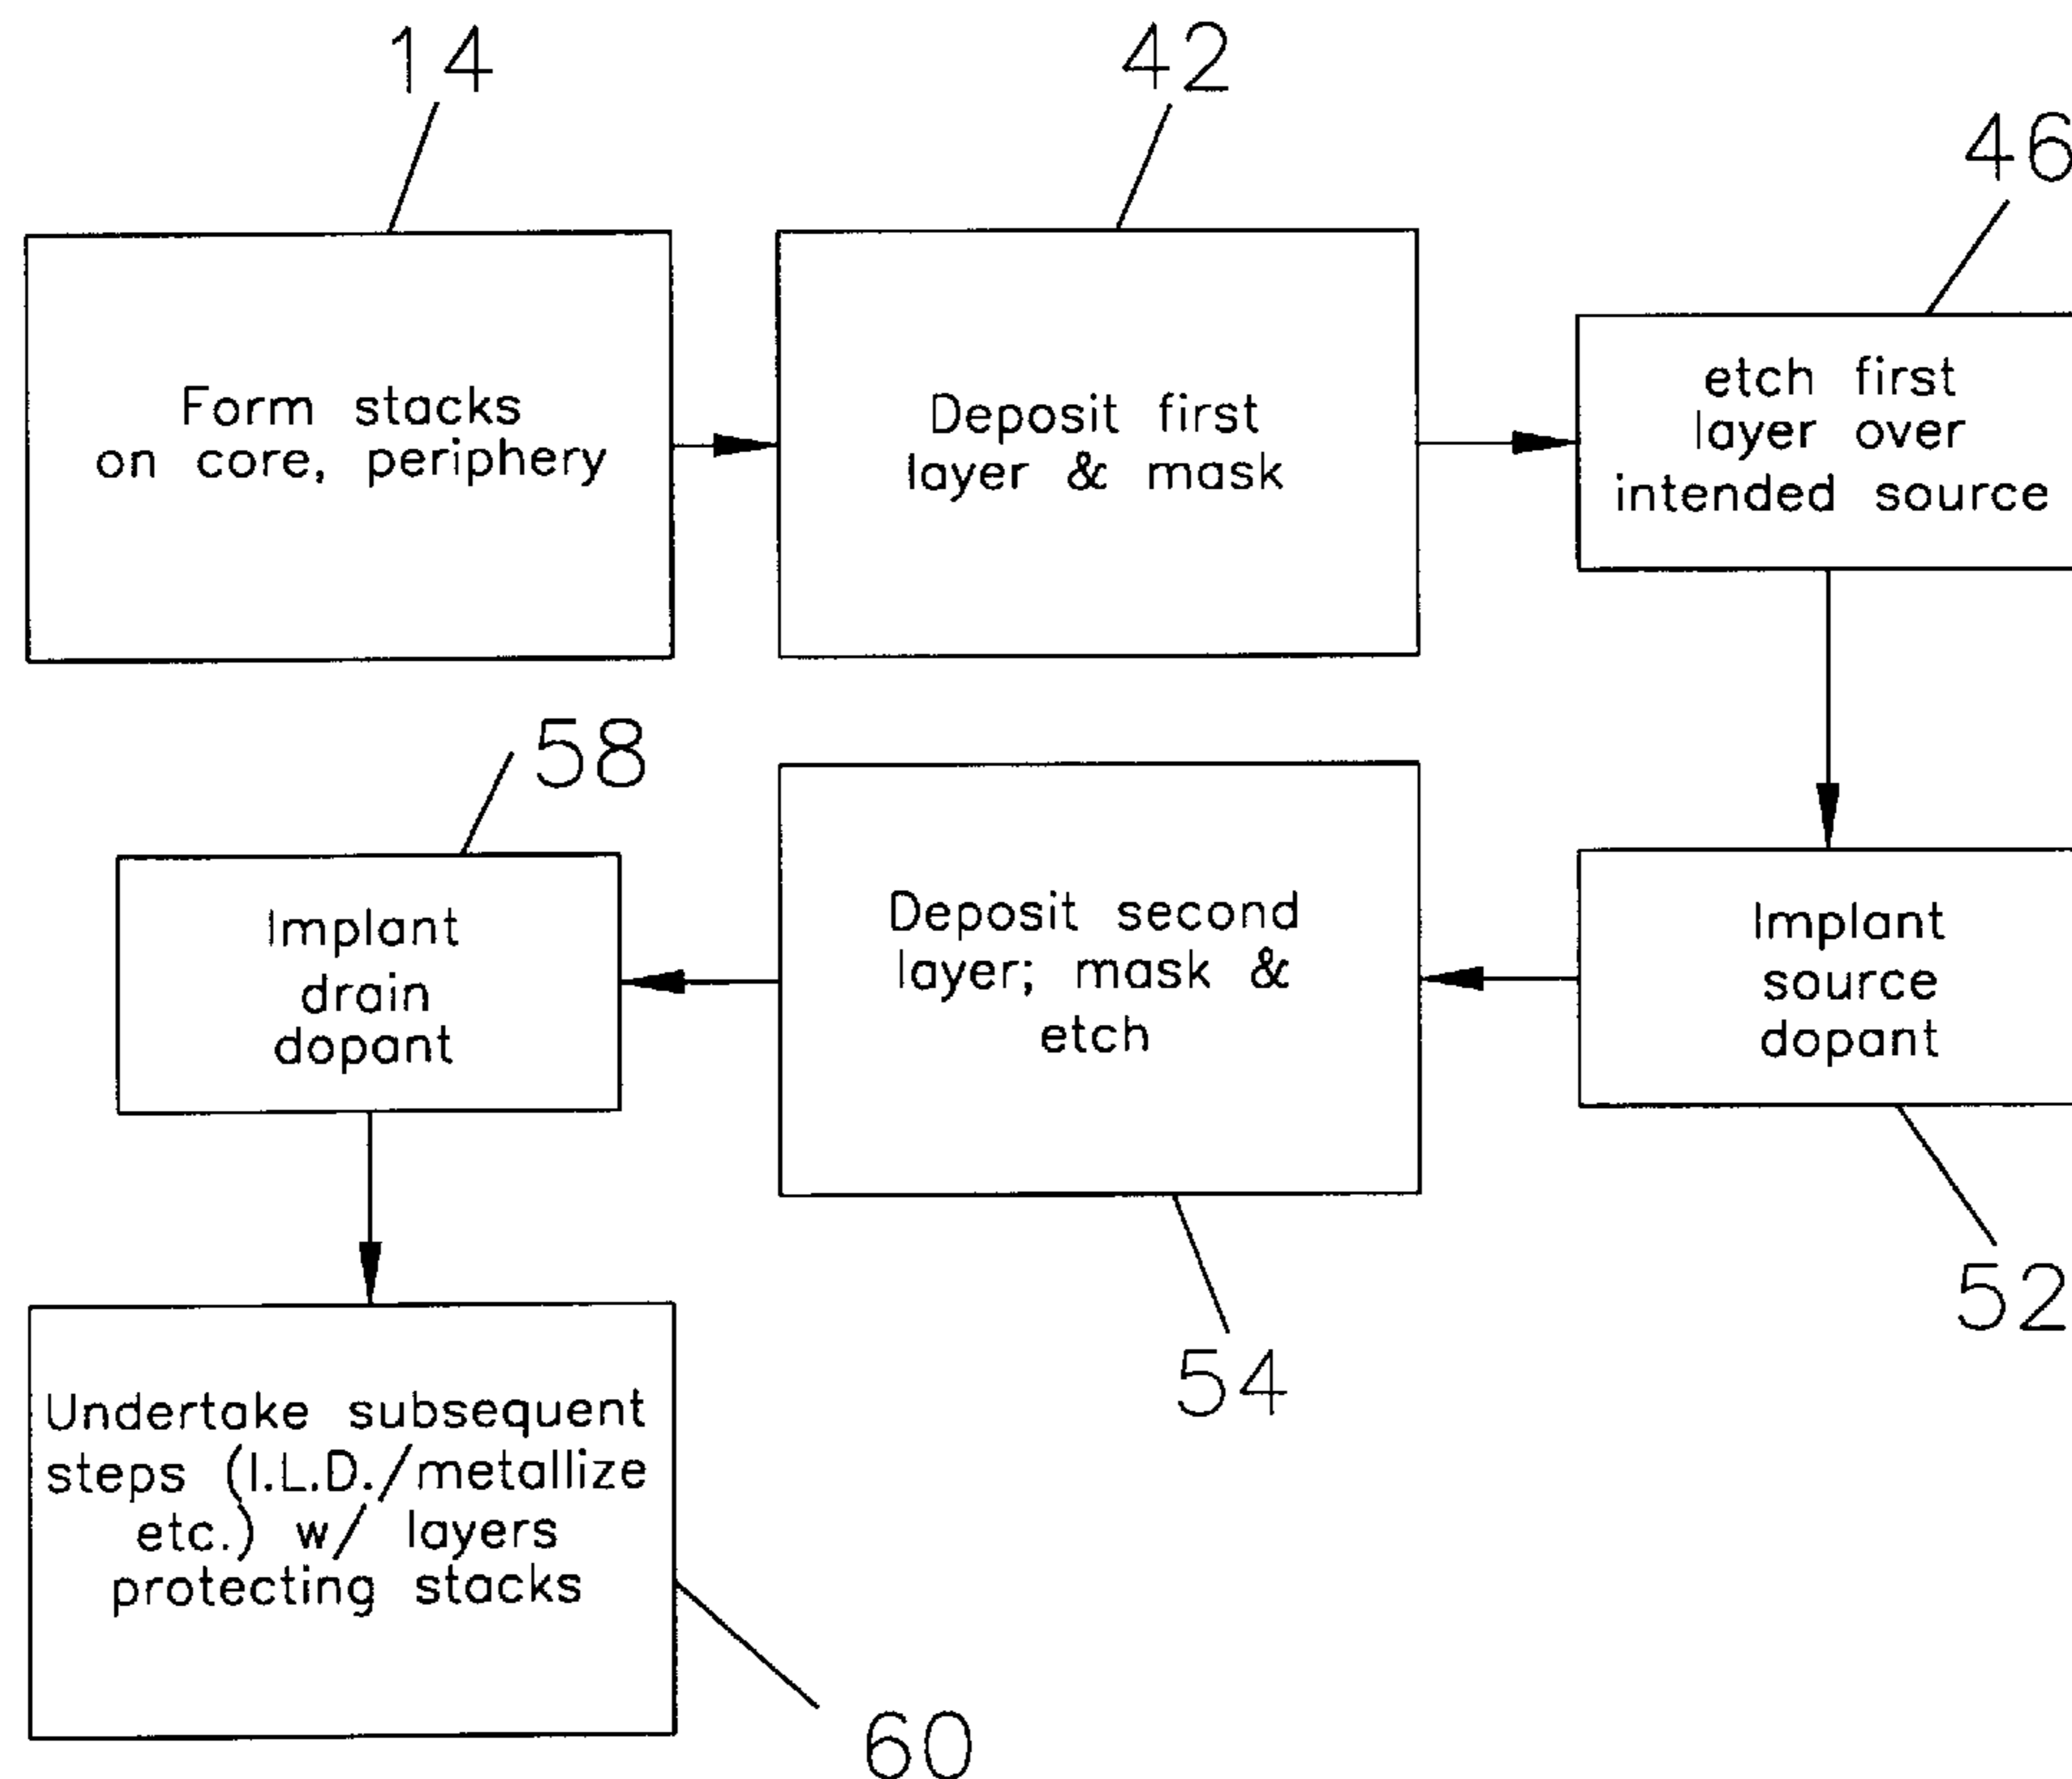 14
42
46
Form stacks
on core, periphery
Deposit first
layer & mask
etch first
layer over
intended source
58
Implant
drain
dopant
Deposit second
layer; mask &
etch
Implant
source
dopant
52
54
Undertake subsequent
steps (I.L.D./metallize
etc.) w/ layers
protecting stacks
60